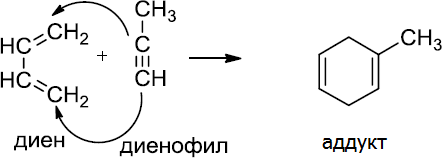 CH₃
CH₂
HC
C
+
CH₃
HC
CH
CH₂
диен
диенофил
аддукт